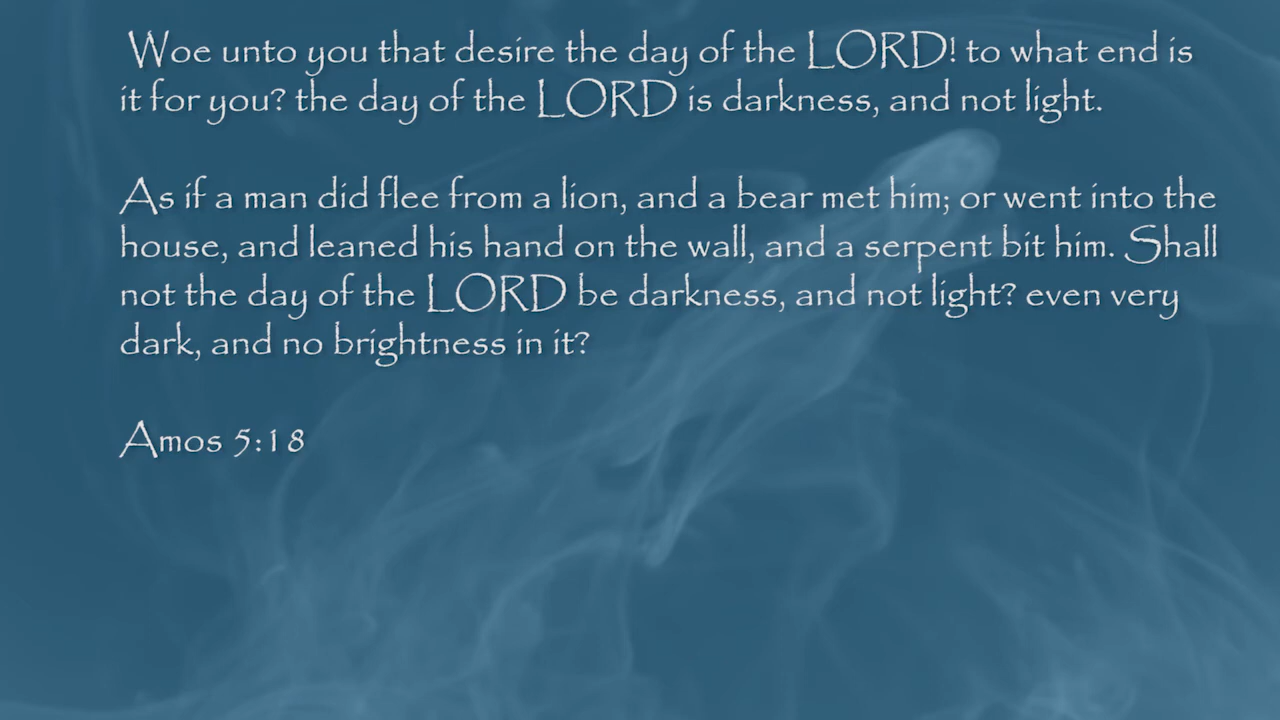 Woe unto you that desire the day of the LORD! to what end is
it for you? the day of the LORD is darkness, and not light.
As if a man did flee from a lion, and a bear met him; or went into the
house, and leaned his hand on the wall, and a serpent bit him. Shall
not the day of the LORD be darkness, and not light? even very
dark, and no brightness in it?
Amos 5:18